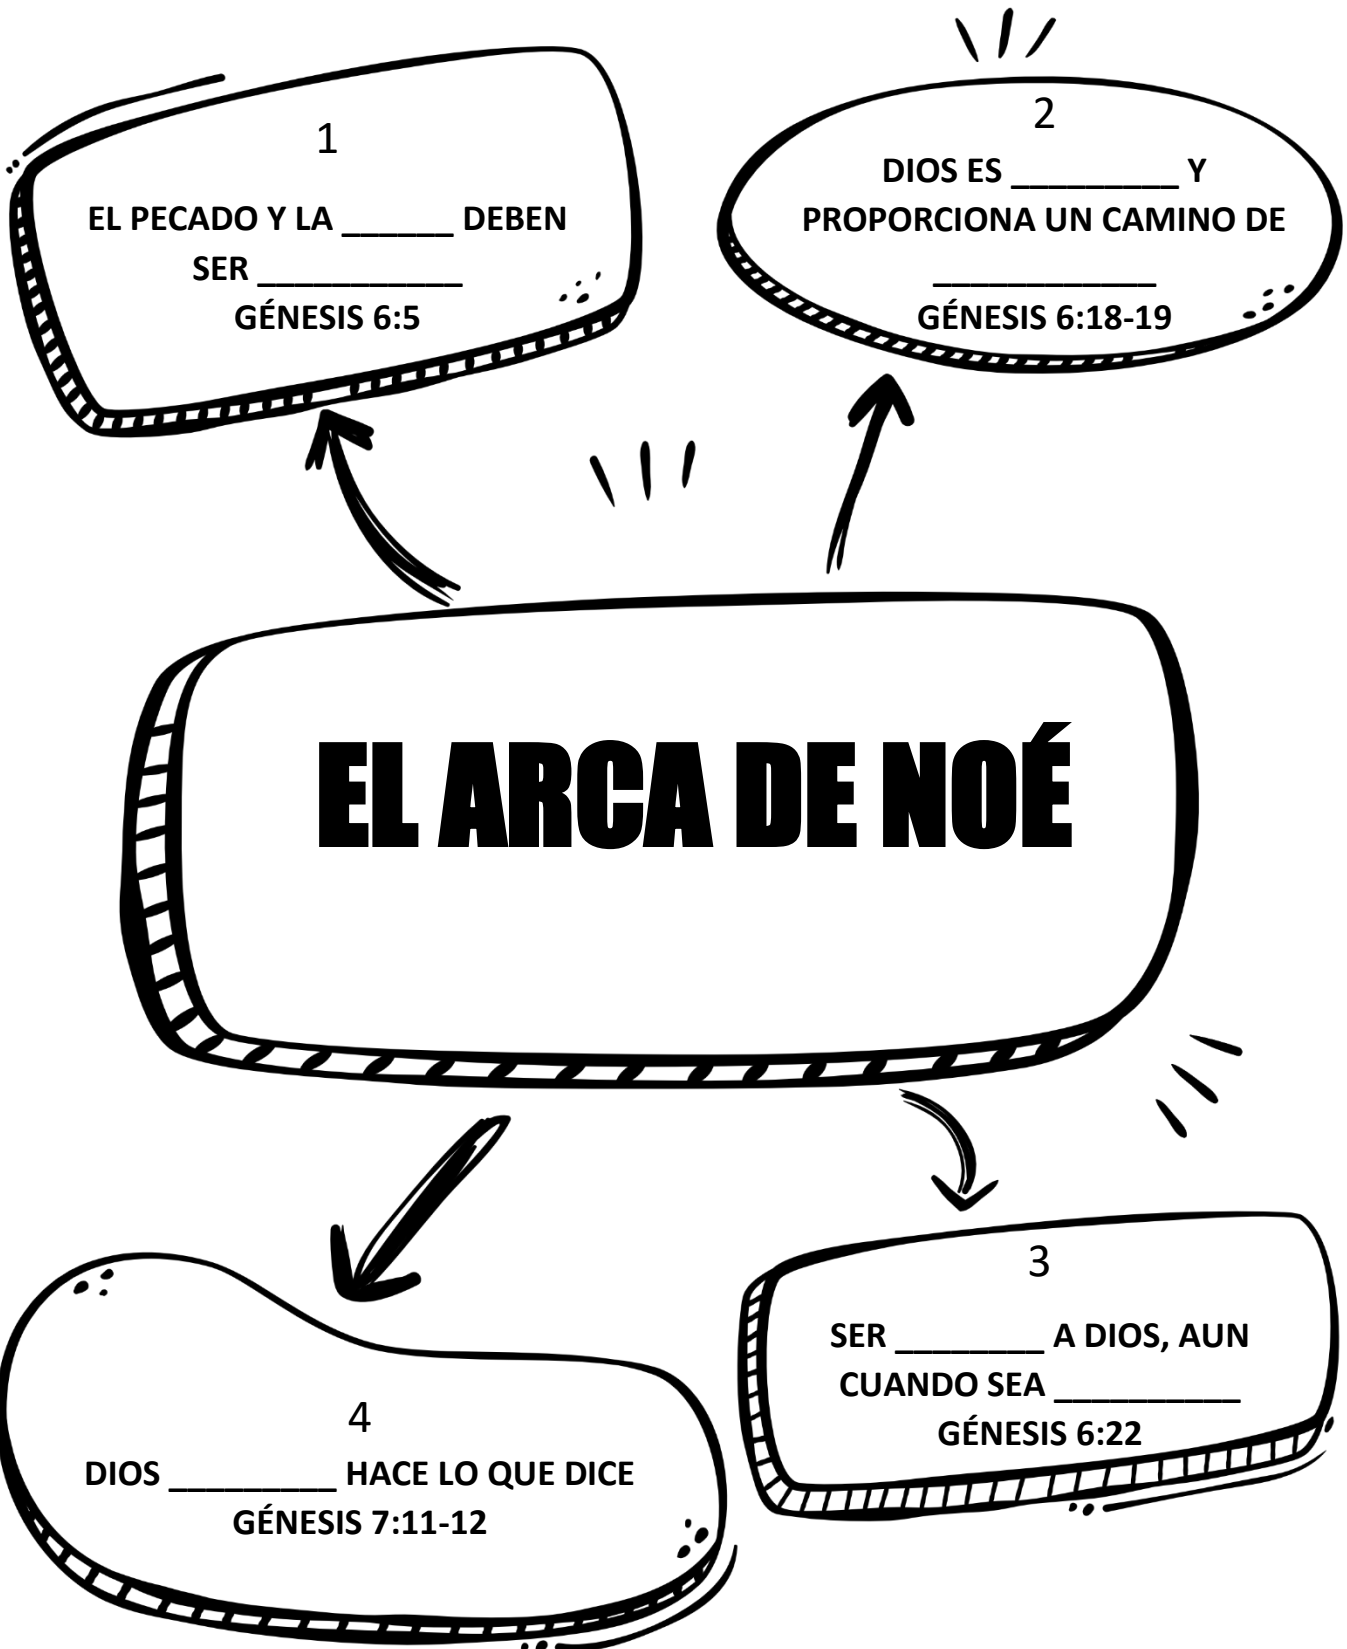 1
EL PECADO Y LA ______ DEBEN
SER ___________
GÉNESIS 6:5
2
DIOS ES _________ Y
PROPORCIONA UN CAMINO DE
____________
GÉNESIS 6:18-19
EL ARCA DE NOÉ
3
SER ________ A DIOS, AUN
CUANDO SEA __________
GÉNESIS 6:22
4
DIOS _________ HACE LO QUE DICE
GÉNESIS 7:11-12